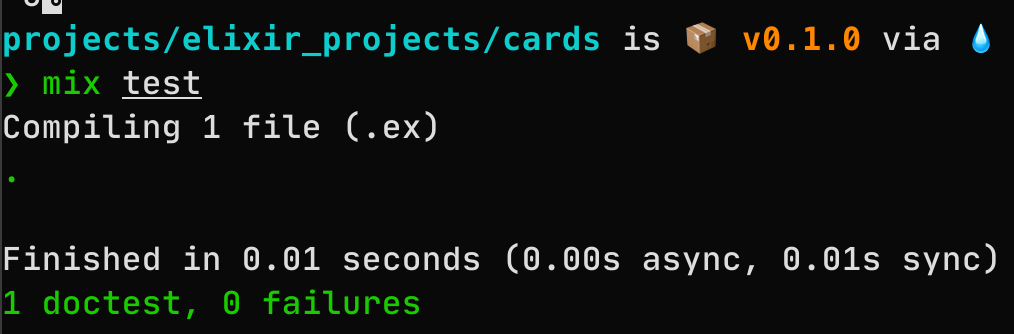 projects/elixir_projects/cards is 📦 v0.1.0 via 💧
❯ mix test
Compiling 1 file (.ex)
.
Finished in 0.01 seconds (0.00s async, 0.01s sync)
1 doctest, 0 failures